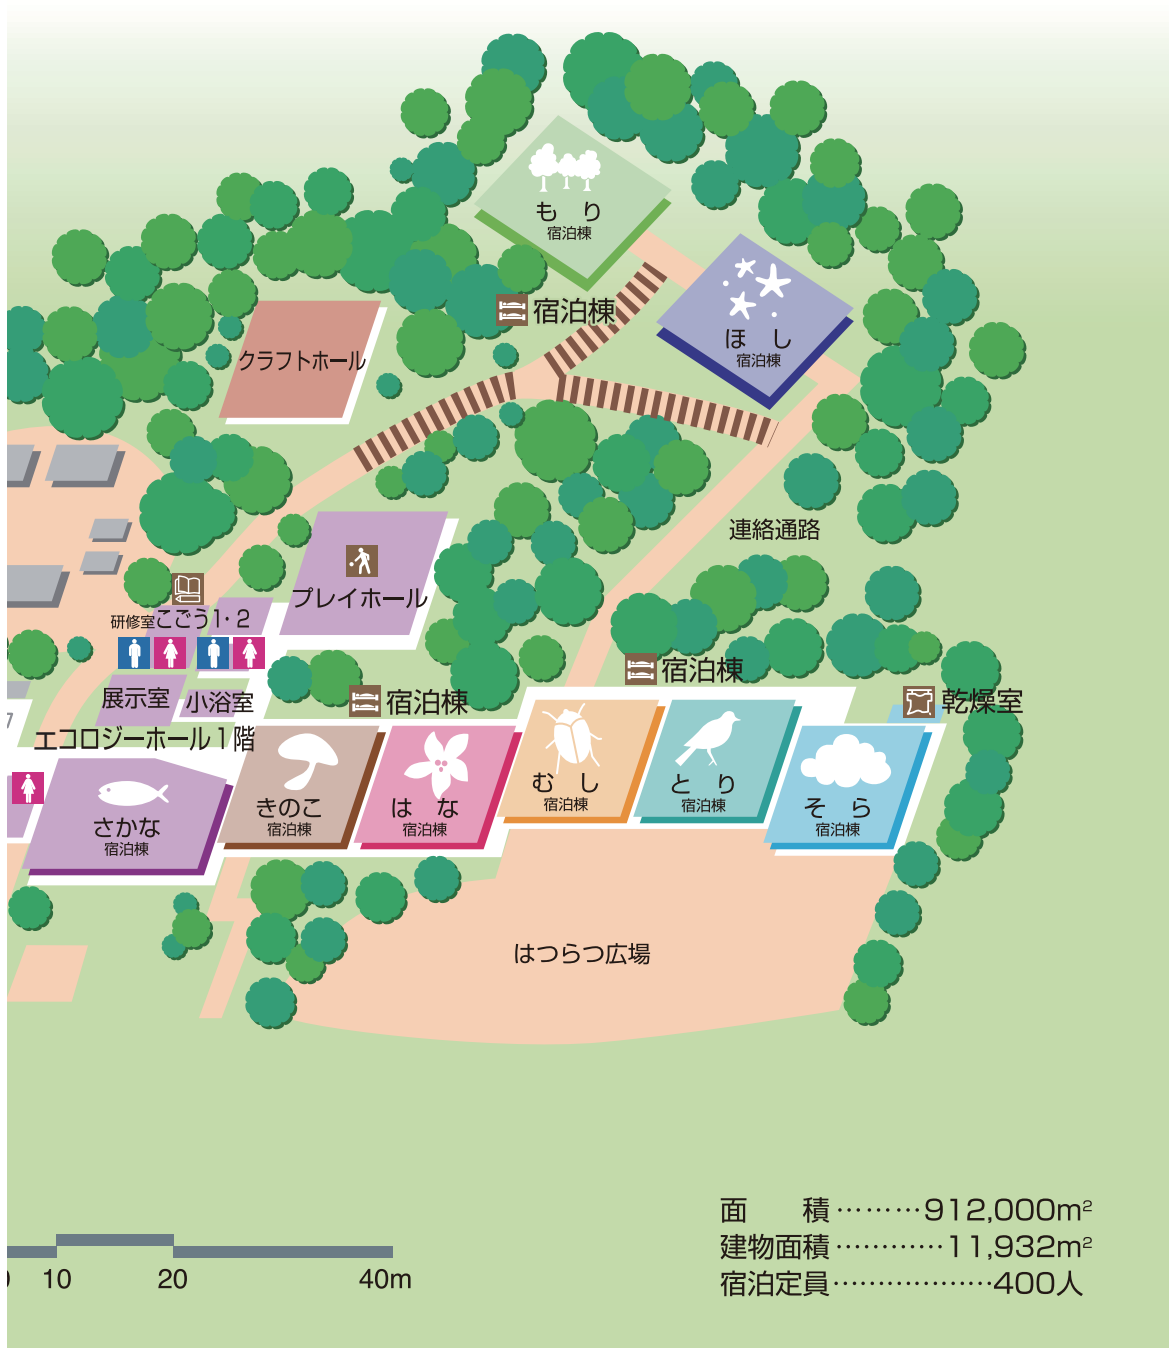 もり
宿泊棟
宿泊棟
ほし
宿泊棟
クラフトホール
連絡通路
プレイホール
研修室ここう1・2
宿泊棟
宿泊棟
展示室
小浴室
乾燥室
エコロジーホール1階
むし
宿泊棟
とり
宿泊棟
きのこ
宿泊棟
はな
宿泊棟
そら
宿泊棟
さかな
宿泊棟
はつらつ広場
面積………912,000m²
建物面積…………11,932m²
宿泊定員………………400人
10 20 40m